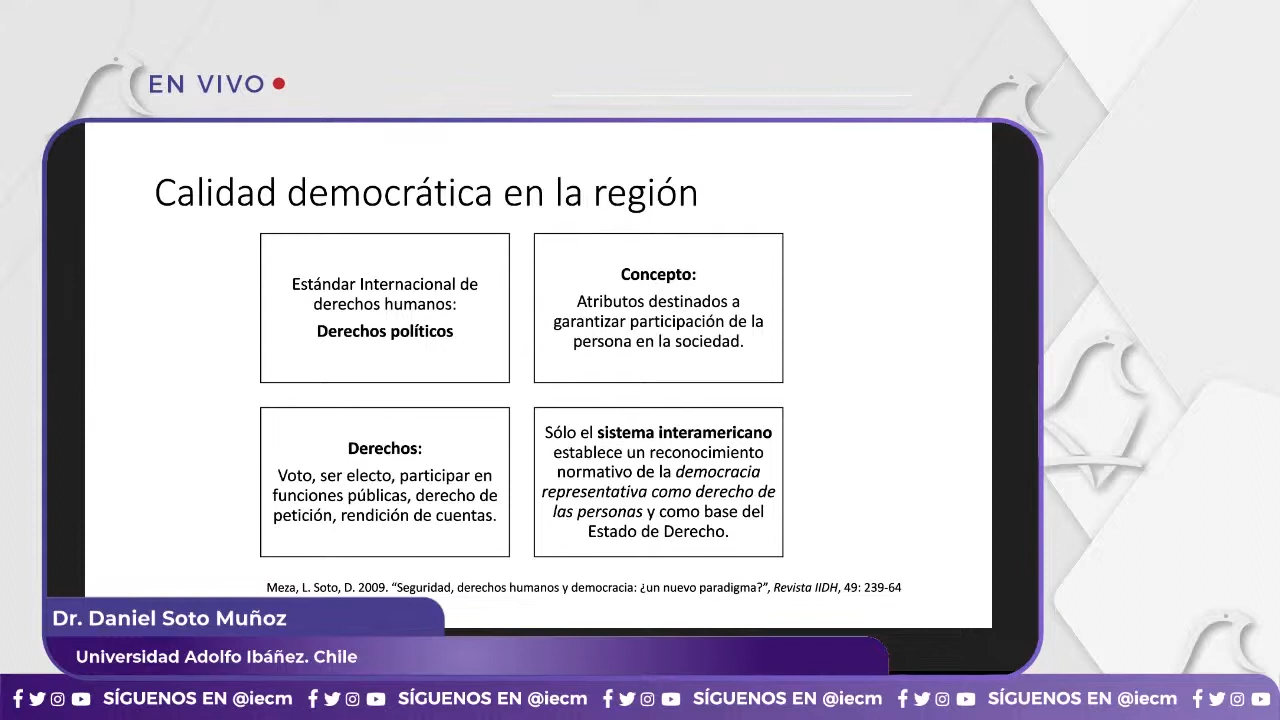 EN VIVO
Calidad democrática en la región
Estándar Internacional de
derechos humanos:
Derechos políticos
Concepto:
Atributos destinados a
garantizar participación de la
persona en la sociedad.
Derechos:
Voto, ser electo, participar en
funciones públicas, derecho de
petición, rendición de cuentas.
Sólo el sistema interamericano
establece un reconocimiento
normativo de la democracia
representativa como derecho de
las personas y como base del
Estado de Derecho.
Meza, L. Soto, D. 2009. “Seguridad, derechos humanos y democracia: ¿un nuevo paradigma?”, Revista IIDH, 49: 239-64
Dr. Daniel Soto Muñoz
Universidad Adolfo Ibáñez. Chile
SÍGUENOS EN @iecm SÍGUENOS EN @iecm SÍGUENOS EN @iecm SÍGUENOS EN @iecm